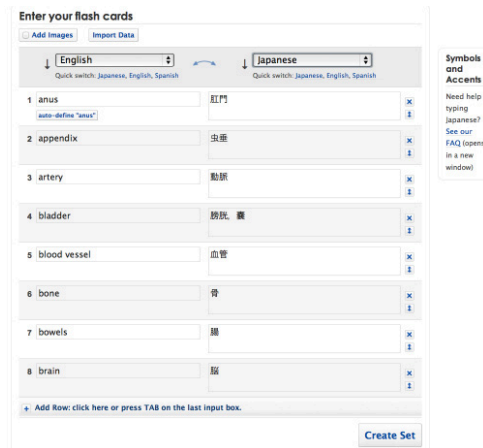 Enter your flash cards
Add Images Import Data
↓ English Japanese ↓
Quick switch: Japanese, English, Spanish Quick switch: Japanese, English, Spanish
1 anus 肛門
auto-define "anus"
2 appendix 虫垂
3 artery 動脈
4 bladder 膀胱, 嚢
5 blood vessel 血管
6 bone 骨
7 bowels 腸
8 brain 脳
+ Add Row: click here or press TAB on the last input box.
Create Set
Symbols
and
Accents
Need help
typing
Japanese?
See our
FAQ (opens
in a new
window)